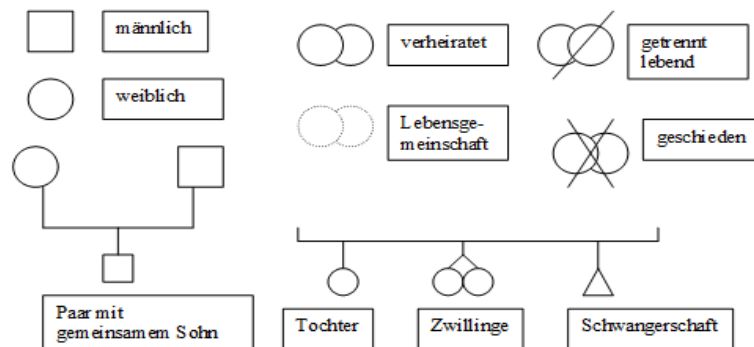 männlich
weiblich
verheiratet
Lebensge-
meinschaft
getrennt
lebend
geschieden
Paar mit
gemeinsamem Sohn
Tochter
Zwillinge
Schwangerschaft